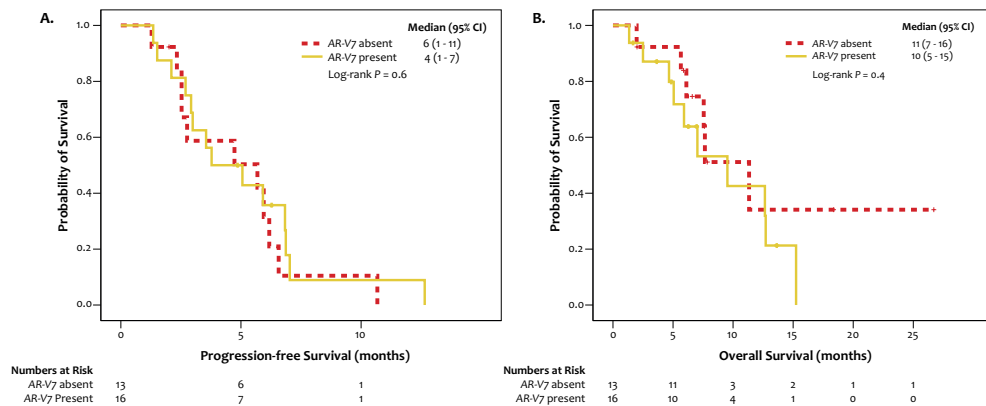 A.
Median (95% CI)
AR-V7 absent 6 (1 - 11)
AR-V7 present 4 (1 - 7)
Log-rank P = 0.6
Probability of Survival
1.0
0.8
0.6
0.4
0.2
0.0
0 5 10
Progression-free Survival (months)
Numbers at Risk
AR-V7 absent 13 6 1
AR-V7 Present 16 7 1
B.
Median (95% CI)
AR-V7 absent 11 (7 - 16)
AR-V7 present 10 (5 - 15)
Log-rank P = 0.4
Probability of Survival
1.0
0.8
0.6
0.4
0.2
0.0
0 5 10 15 20 25
Overall Survival (months)
Numbers at Risk
AR-V7 absent 13 11 3 2 1 1
AR-V7 present 16 10 4 1 0 0